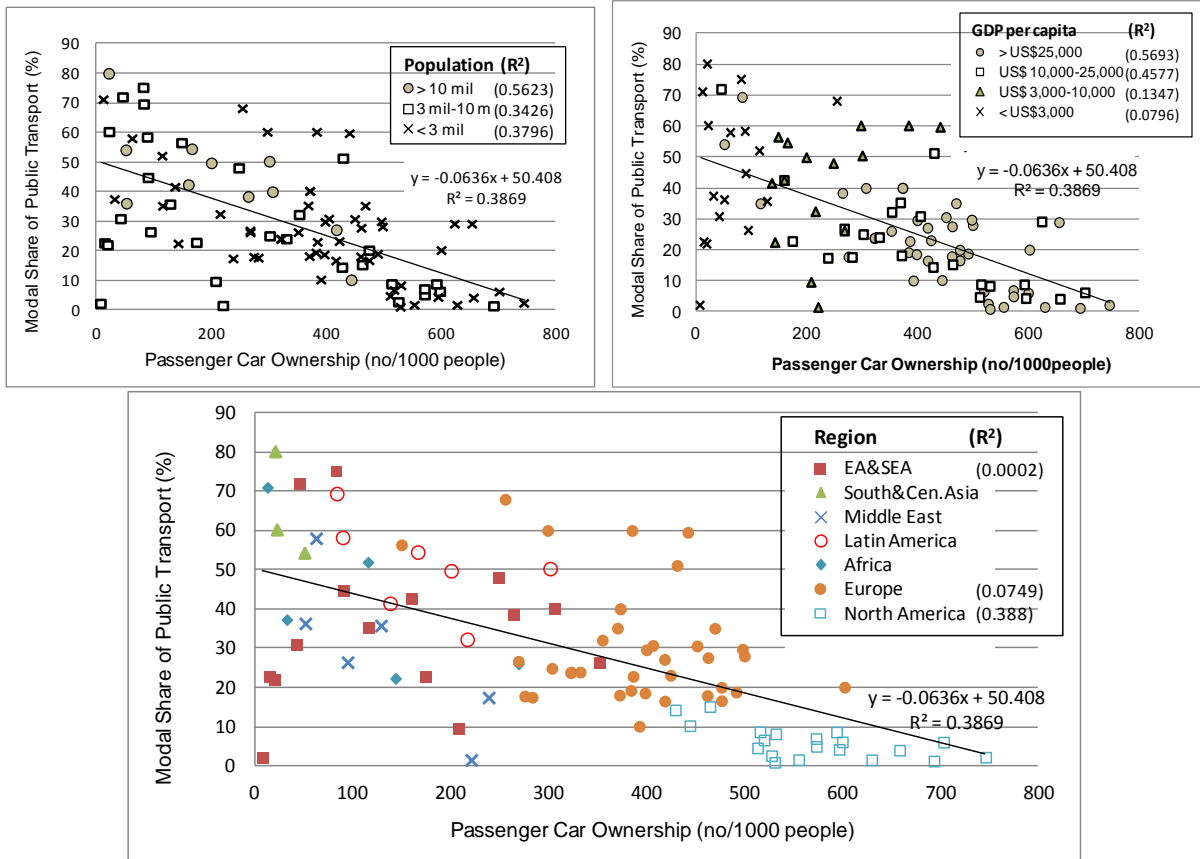 Modal Share of Public Transport (%)
90
80
70
60
50
40
30
20
10
0
0 200 400 600 800
Passenger Car Ownership (no/1000 people)
Population (R²)
> 10 mil (0.5623)
3 mil-10 m (0.3426)
< 3 mil (0.3796)
y = -0.0636x + 50.408
R² = 0.3869
Modal Share of Public Transport (%)
90
80
70
60
50
40
30
20
10
0
0 200 400 600 800
Passenger Car Ownership (no/1000people)
GDP per capita (R²)
> US$25,000 (0.5693)
US$ 10,000-25,000 (0.4577)
US$ 3,000-10,000 (0.1347)
< US$3,000 (0.0796)
y = -0.0636x + 50.408
R² = 0.3869
Modal Share of Public Transport (%)
90
80
70
60
50
40
30
20
10
0
0 100 200 300 400 500 600 700 800
Passenger Car Ownership (no/1000 people)
Region (R²)
EA&SEA (0.0002)
South&Cen.Asia
Middle East
Latin America
Africa
Europe (0.0749)
North America (0.388)
y = -0.0636x + 50.408
R² = 0.3869